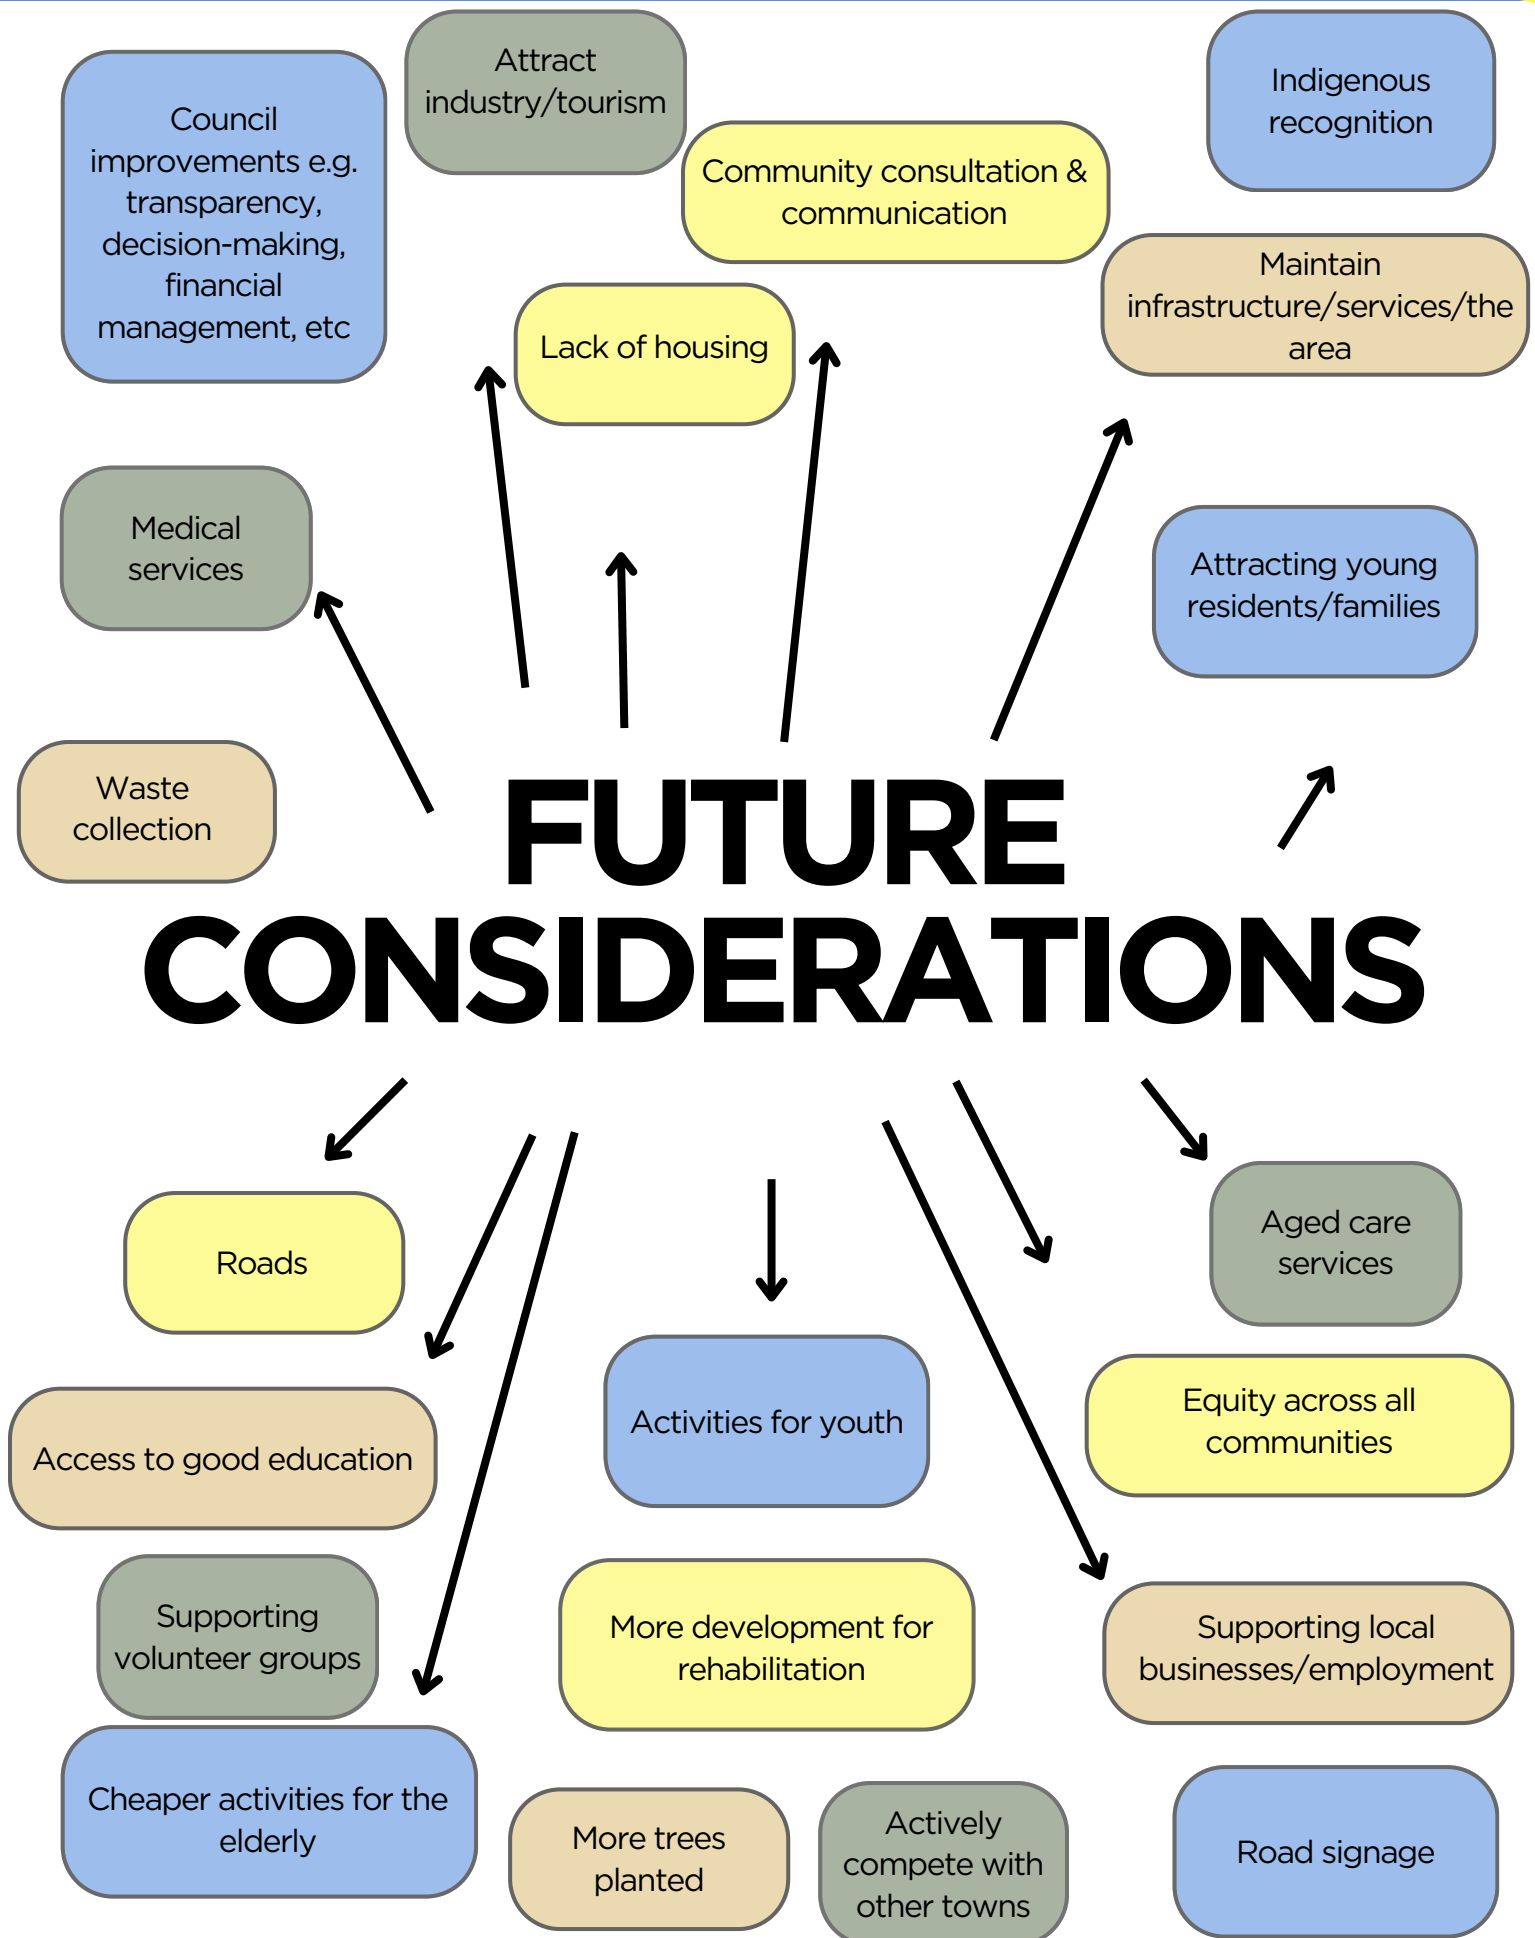 Attract
industry/tourism
Indigenous
recognition
Council
improvements e.g.
transparency,
decision-making,
financial
management, etc
Community consultation &
communication
Maintain
infrastructure/services/the
area
Lack of housing
Medical
services
Attracting young
residents/families
Waste
collection
FUTURE
CONSIDERATIONS
Roads
Aged care
services
Access to good education
Activities for youth
Equity across all
communities
Supporting
volunteer groups
More development for
rehabilitation
Supporting local
businesses/employment
Cheaper activities for the
elderly
More trees
planted
Actively
compete with
other towns
Road signage